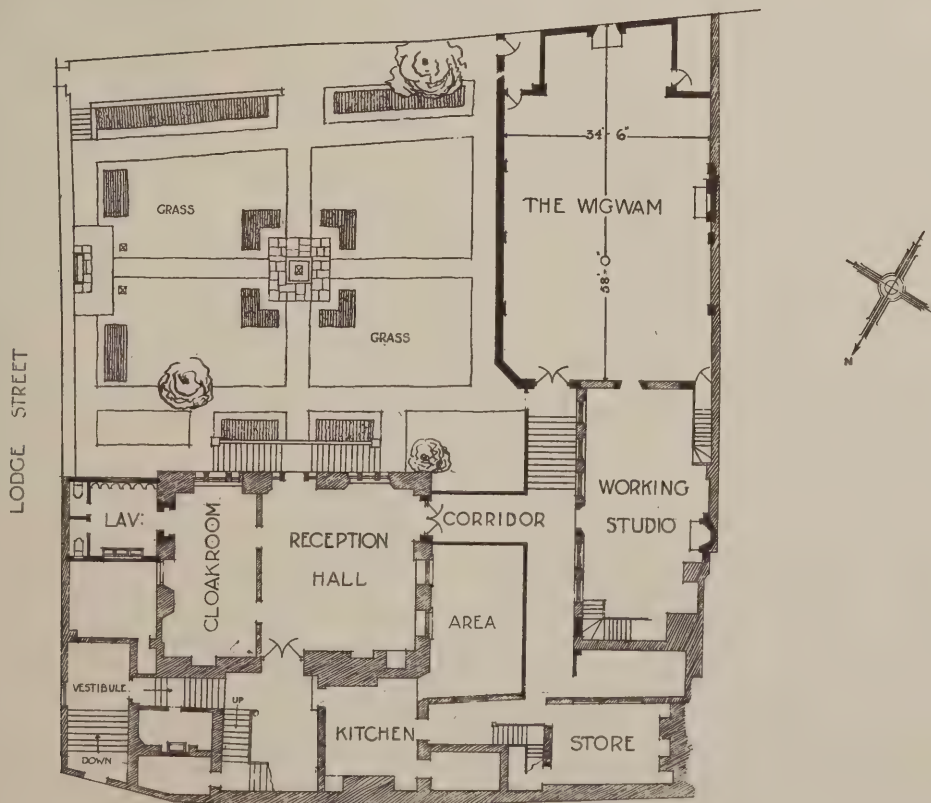 34'-6"
THE WIGWAM
58'-0"
GRASS
GRASS
N
LODGE STREET
WORKING
STUDIO
LAV:
CLOAKROOM
RECEPTION
HALL
CORRIDOR
AREA
VESTIBULE
UP
DOWN
KITCHEN
STORE